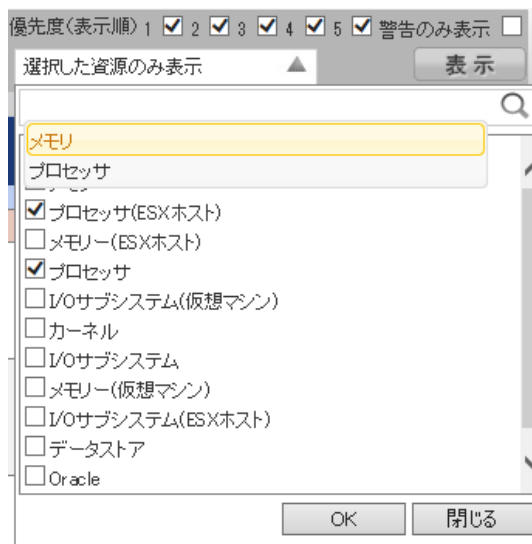 優先度(表示順) 1 2 3 4 5 警告のみ表示
選択した資源のみ表示 表示
メモリ
プロセッサ
プロセッサ(ESXホスト)
メモリー(ESXホスト)
プロセッサ
I/Oサブシステム(仮想マシン)
カーネル
I/Oサブシステム
メモリー(仮想マシン)
I/Oサブシステム(ESXホスト)
データストア
Oracle
OK 閉じる